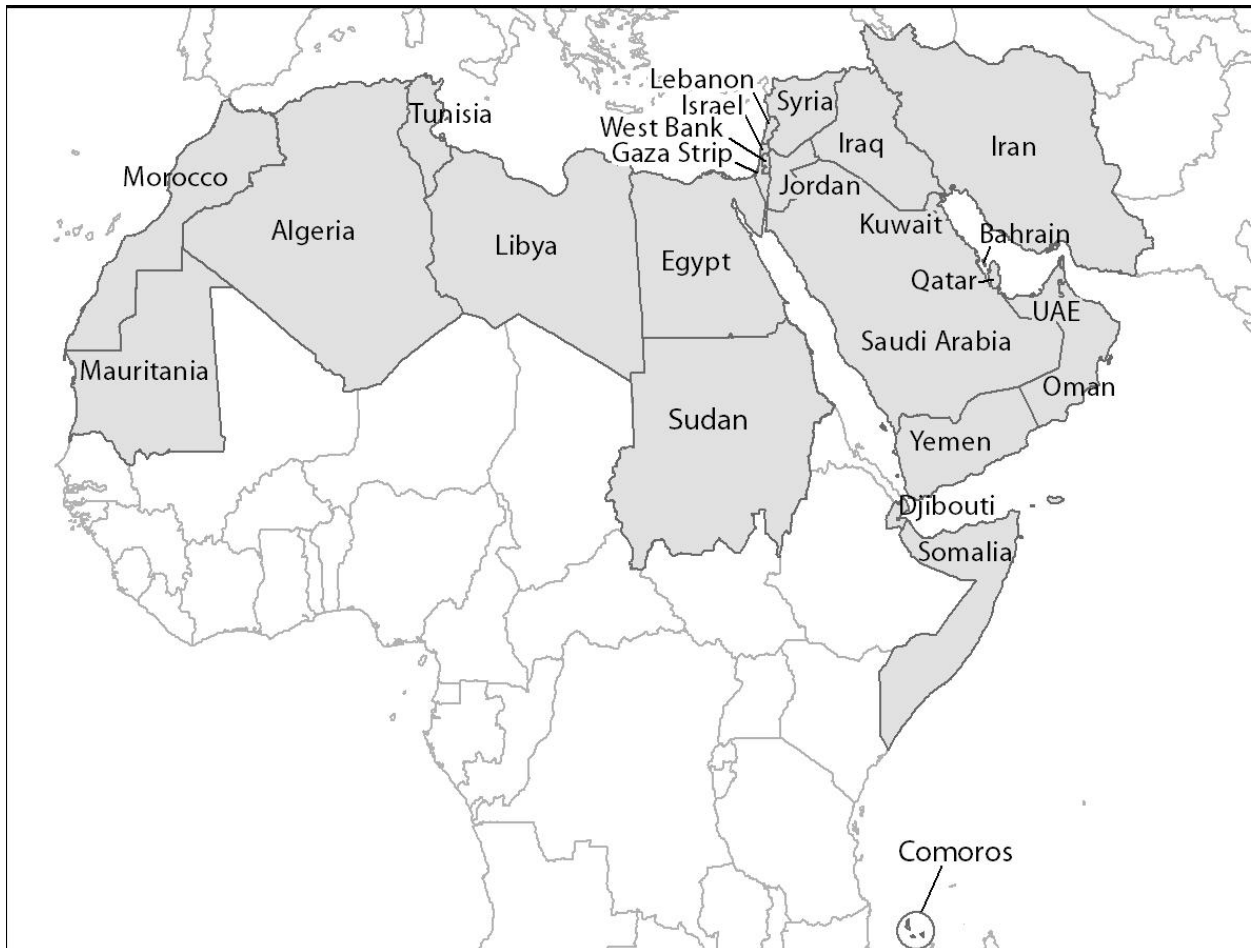 Lebanon
Israel
West Bank
Gaza Strip
Syria
Tunisia
Iraq
Iran
Morocco
Jordan
Algeria
Libya
Egypt
Kuwait
Bahrain
Qatar
UAE
Saudi Arabia
Mauritania
Oman
Sudan
Yemen
Djibouti
Somalia
Comoros